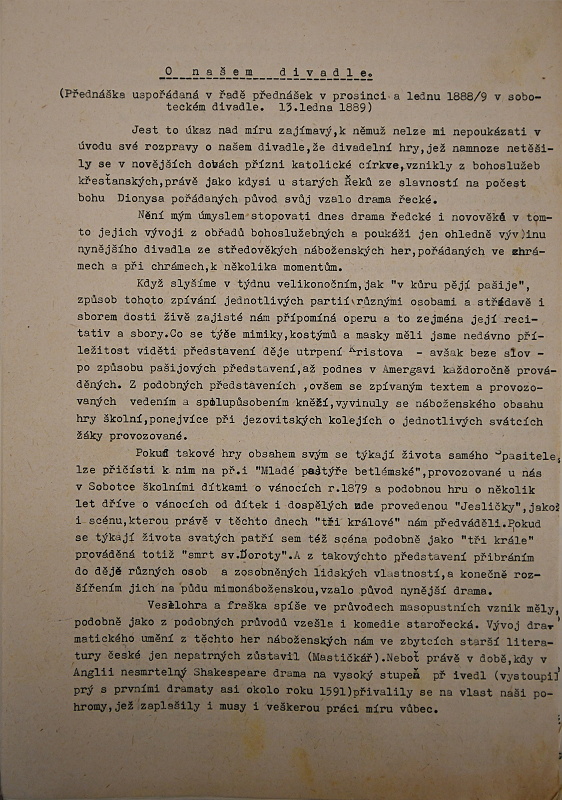 O našem divadle.
(Přednáška uspořádaná v řadě přednášek v prosinci a lednu 1888/9 v sobo-
teckém divadle. 13.ledna 1889)
Jest to úkaz nad míru zajímavý,k němuž nelze mi nepoukázati v
úvodu své rozpravy o našem divadle,že divadelní hry,jež namnoze netěši-
ly se v novějších dobách přízni katolické církve,vznikly z bohoslužeb
křesťanských,právě jako kdysi u starých Řeků ze slavností na počest
bohu Dionysa pořádaných původ svůj vzalo drama řecké.
Není mým úmyslem stopovati dnes drama ředcké i novověké v tom-
to jejich vývoji z obřadů bohoslužebných a poukáži jen ohledně vývinu
nynějšího divadla ze středověkých náboženských her,pořádaných ve chrá-
mech a při chrámech,k několika momentům.
Když slyšíme v týdnu velikonočním,jak "v kůru pějí pašije",
způsob tohoto zpívání jednotlivých partií různými osobami a střídavě i
sborem dosti živě zajisté nám připomíná operu a to zejména její reci-
tativ a sbory.Co se týče mimiky,kostýmů a masky měli jsme nedávno pří-
ležitost viděti představení děje utrpení Kristova - avšak beze slov -
po způsobu pašijových představení,až podnes v Amergavi každoročně prová-
děných. Z podobných představeních ,ovšem se zpívaným textem a provozo-
vaných vedením a spolupůsobením kněží,vyvinuly se náboženského obsahu
hry školní,ponejvíce při jezovitských kolejích o jednotlivých svátcích
žáky provozované.
Pokud takové hry obsahem svým se týkají života samého Spasitele,
lze přičísti k nim na př.i "Mladé pastýře betlémské",provozované u nás
v Sobotce školními dítkami o vánocích r.1879 a podobnou hru o několik
let dříve o vánocích od dítek i dospělých zde provedenou "Jesličky",jakož
i scénu,kterou právě v těchto dnech "tři králové" nám předváděli.Pokud
se týkají života svatých patří sem též scéna podobně jako "tři krále"
prováděná totiž "smrt sv.Doroty".A z takovýchto představení přibráním
do dějě různých osob a zosobněných lidských vlastností,a konečně roz-
šířením jich na půdu mimonáboženskou,vzalo původ nynější drama.
Veselohra a fraška spíše ve průvodech masopustních vznik měly,
podobně jako z podobných průvodů vzešla i komedie starořecká. Vývoj dra-
matického umění z těchto her náboženských nám ve zbytcích starší litera-
tury české jen nepatrných zůstavil (Mastičkář).Neboť právě v době,kdy v
Anglii nesmrtelný Shakespeare drama na vysoký stupeň př ivedl (vystoupil
prý s prvními dramaty asi okolo roku 1591)přivalily se na vlast naši po-
hromy,jež zaplašily i musy i veškerou práci míru vůbec.